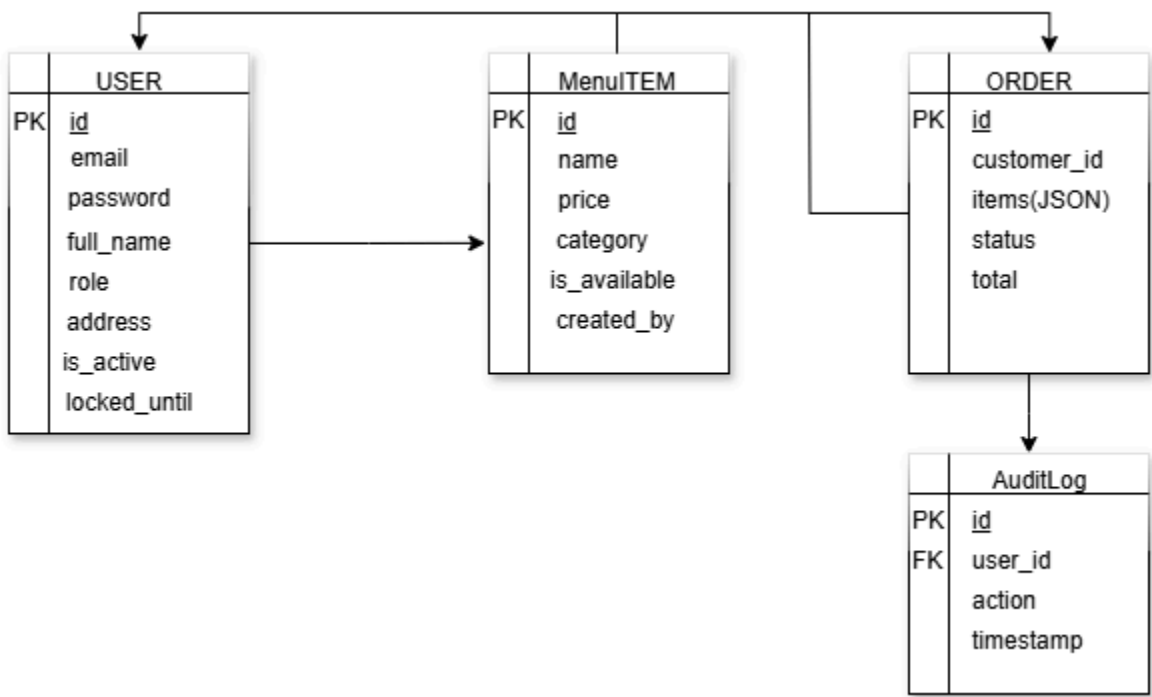 USER
PK id
email
password
full_name
role
address
is_active
locked_until
MenuITEM
PK id
name
price
category
is_available
created_by
ORDER
PK id
customer_id
items(JSON)
status
total
AuditLog
PK id
FK user_id
action
timestamp